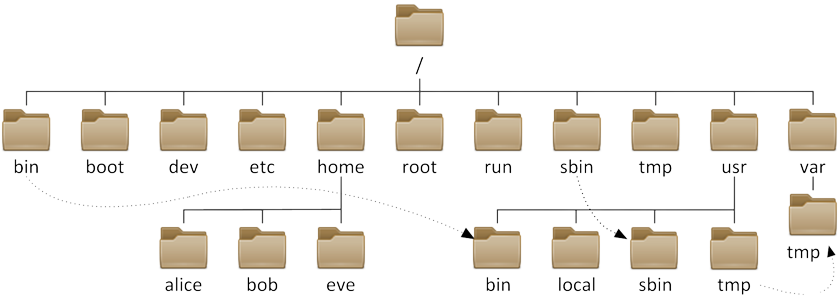 /
bin boot dev etc home root run sbin tmp usr var
tmp
alice bob eve bin local sbin tmp